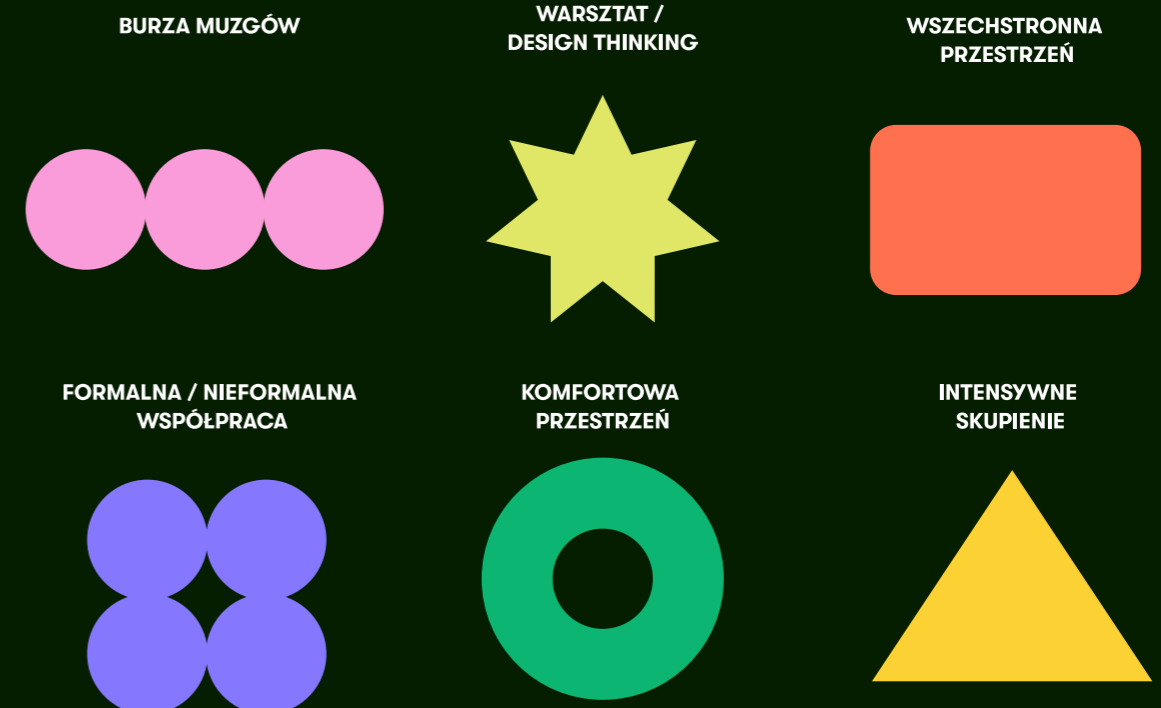 BURZA MUZGÓW
WARSZTAT /
DESIGN THINKING
WSZECHSTRONNA
PRZESTRZEŃ
FORMALNA / NIEFORMALNA
WSPÓŁPRACA
KOMFORTOWA
PRZESTRZEŃ
INTENSYWNE
SKUPIENIE